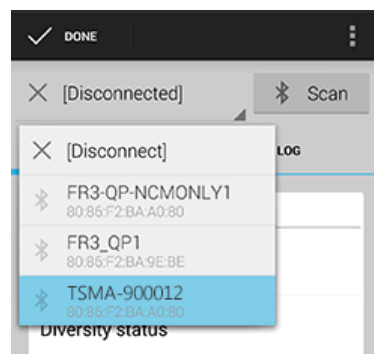 DONE
[Disconnected]
Scan
[Disconnect]
LOG
FR3-QP-NCMONLY1
80:86:F2:BA:A0:80
FR3_QP1
80:86:F2:BA:9E:BE
TSMA-900012
80:86:F2:BA:A0:80
Diversity status